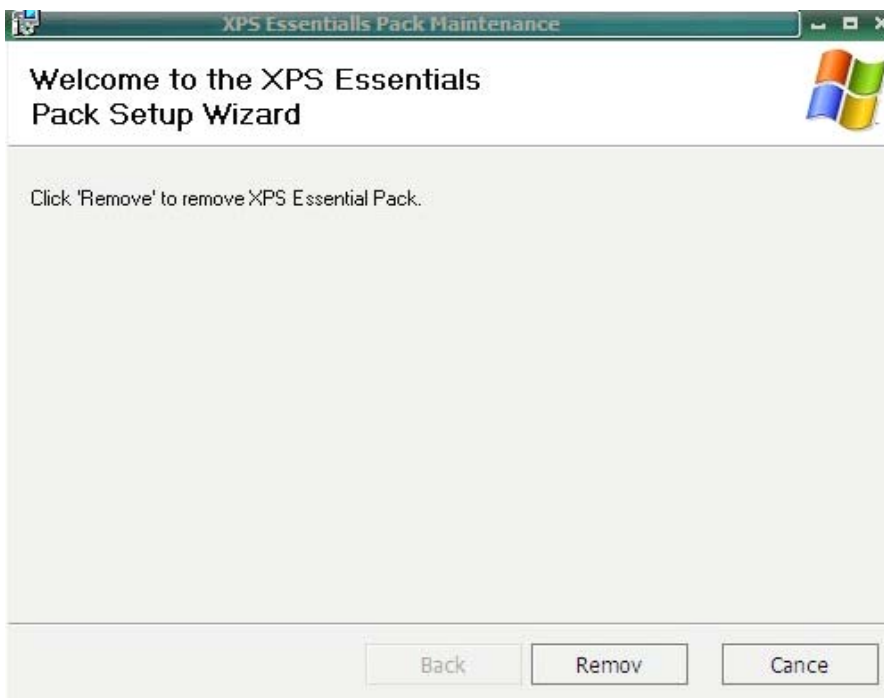 XPS Essentialls Pack Maintenance
Welcome to the XPS Essentials
Pack Setup Wizard
Click 'Remove' to remove XPS Essential Pack.
Back
Remov
Cance